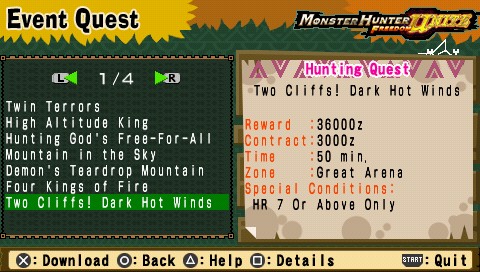 Event Quest
MONSTER HUNTER
FREEDOM UNITE
L 1/4 R
Twin Terrors
High Altitude King
Hunting God's Free-For-All
Mountain in the Sky
Demon's Teardrop Mountain
Four Kings of Fire
Two Cliffs! Dark Hot Winds
Hunting Quest
Two Cliffs! Dark Hot Winds
Reward :36000z
Contract:3000z
Time :50 min.
Zone :Great Arena
Special Conditions:
HR 7 Or Above Only
: Download : Back : Help : Details START : Quit